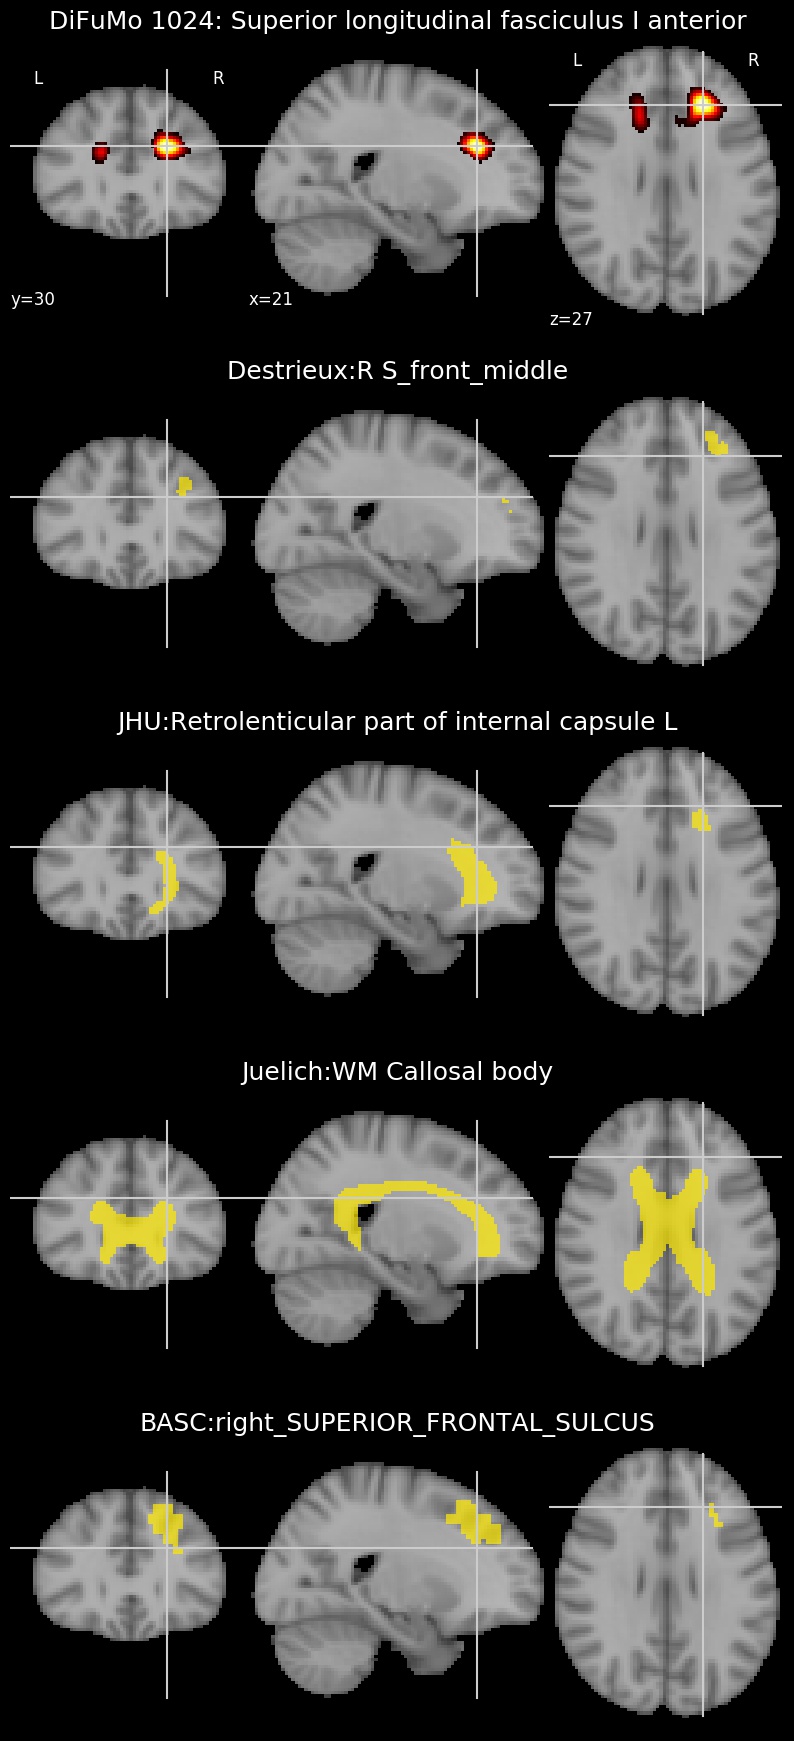 DiFuMo 1024: Superior longitudinal fasciculus I anterior
L R L R
y=30 x=21 z=27
Destrieux:R S_front_middle
JHU:Retrolenticular part of internal capsule L
Juelich:WM Callosal body
BASC:right_SUPERIOR_FRONTAL_SULCUS